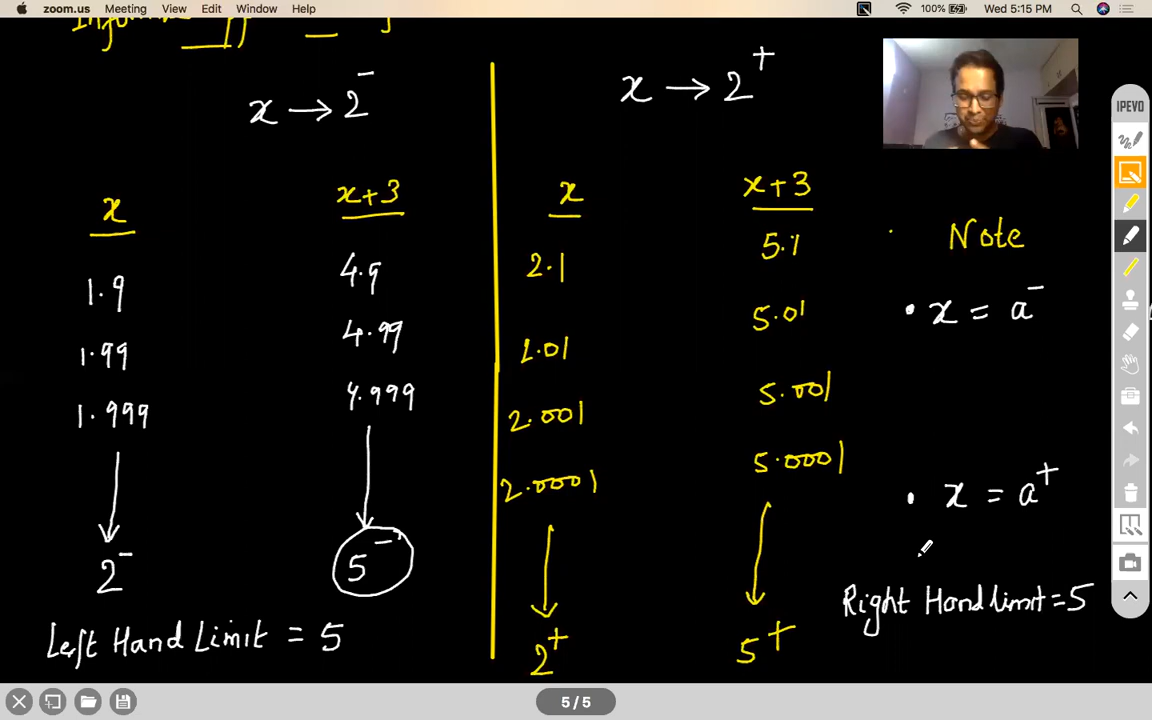 zoom.us Meeting View Edit Window Help 100% Wed 5:15 PM
x → 2⁻
x x+3
1.9 4.9
1.99 4.99
1.999 4.999
2⁻ 5⁻
Left Hand Limit = 5
x → 2⁺
x x+3
2.1 5.1
2.01 5.01
2.001 5.001
2.0001 5.0001
2⁺ 5⁺
Note
• x = a⁻
• x = a⁺
Right Hand limit = 5
IPEVO
5 / 5